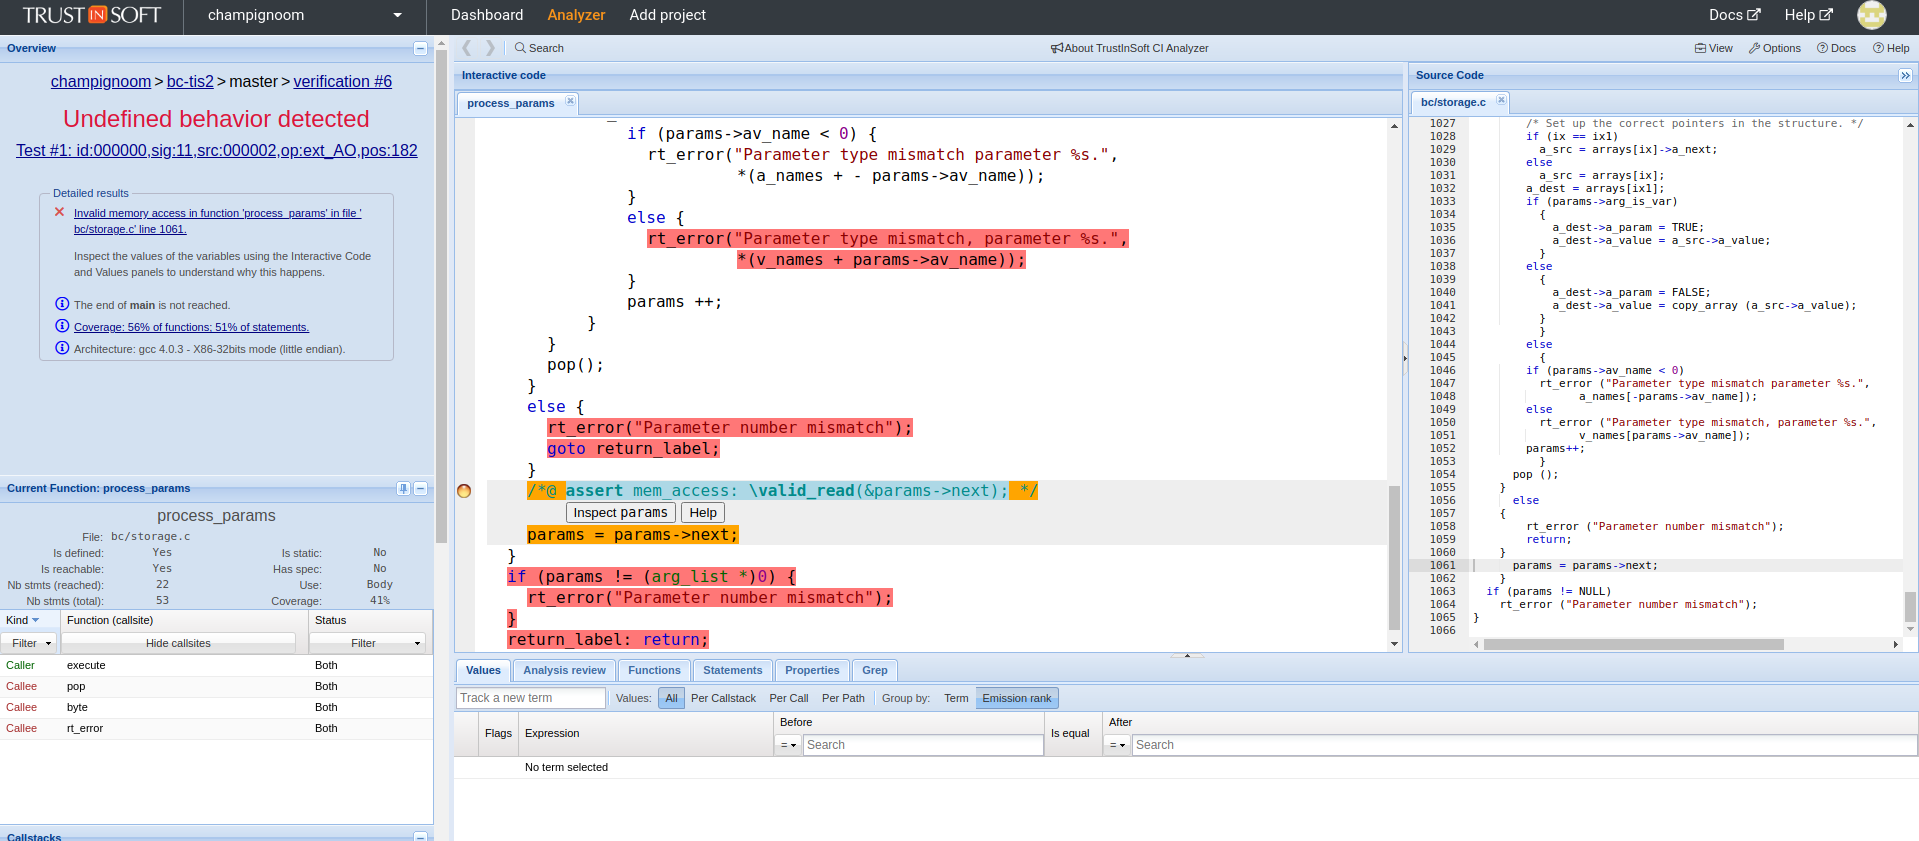 TRUST IN SOFT
champignoom
Dashboard
Analyzer
Add project
Docs
Help
Overview
champignoom > bc-tis2 > master > verification #6
Undefined behavior detected
Test #1: id:000000,sig:11,src:000002,op:ext_AO,pos:182
Detailed results
Invalid memory access in function 'process_params' in file '
bc/storage.c' line 1061.
Inspect the values of the variables using the Interactive Code
and Values panels to understand why this happens.
The end of main is not reached.
Coverage: 56% of functions; 51% of statements.
Architecture: gcc 4.0.3 - X86-32bits mode (little endian).
Current Function: process_params
process_params
File: bc/storage.c
Is defined: Yes Is static: No
Is reachable: Yes Has spec: No
Nb stmts (reached): 22 Use: Body
Nb stmts (total): 53 Coverage: 41%
Kind Function (callsite) Status
Filter Hide callsites Filter
Caller execute Both
Callee pop Both
Callee byte Both
Callee rt_error Both
Callstacks
Search
About TrustInSoft CI Analyzer
View Options Docs Help
Interactive code
process_params
if (params->av_name < 0) {
rt_error("Parameter type mismatch parameter %s.",
*(a_names + - params->av_name));
}
else {
rt_error("Parameter type mismatch, parameter %s.",
*(v_names + params->av_name));
}
params ++;
}
}
pop();
}
else {
rt_error("Parameter number mismatch");
goto return_label;
}
/*@ assert mem_access: \valid_read(&params->next); */
Inspect params Help
params = params->next;
}
if (params != (arg_list *)0) {
rt_error("Parameter number mismatch");
}
return_label: return;
Source Code
bc/storage.c
1027 /* Set up the correct pointers in the structure. */
1028 if (ix == ix1)
1029 a_src = arrays[ix]->a_next;
1030 else
1031 a_src = arrays[ix];
1032 a_dest = arrays[ix1];
1033 if (params->arg_is_var)
1034 {
1035 a_dest->a_param = TRUE;
1036 a_dest->a_value = a_src->a_value;
1037 }
1038 else
1039 {
1040 a_dest->a_param = FALSE;
1041 a_dest->a_value = copy_array (a_src->a_value);
1042 }
1043 }
1044 else
1045 {
1046 if (params->av_name < 0)
1047 rt_error ("Parameter type mismatch parameter %s.",
1048 a_names[-params->av_name]);
1049 else
1050 rt_error ("Parameter type mismatch, parameter %s.",
1051 v_names[params->av_name]);
1052 params++;
1053 }
1054 pop ();
1055 }
1056 else
1057 {
1058 rt_error ("Parameter number mismatch");
1059 return;
1060 }
1061 params = params->next;
1062 }
1063 if (params != NULL)
1064 rt_error ("Parameter number mismatch");
1065 }
1066
Values Analysis review Functions Statements Properties Grep
Track a new term Values: All Per Callstack Per Call Per Path Group by: Term Emission rank
Flags Expression Before Is equal After
= Search = Search
No term selected